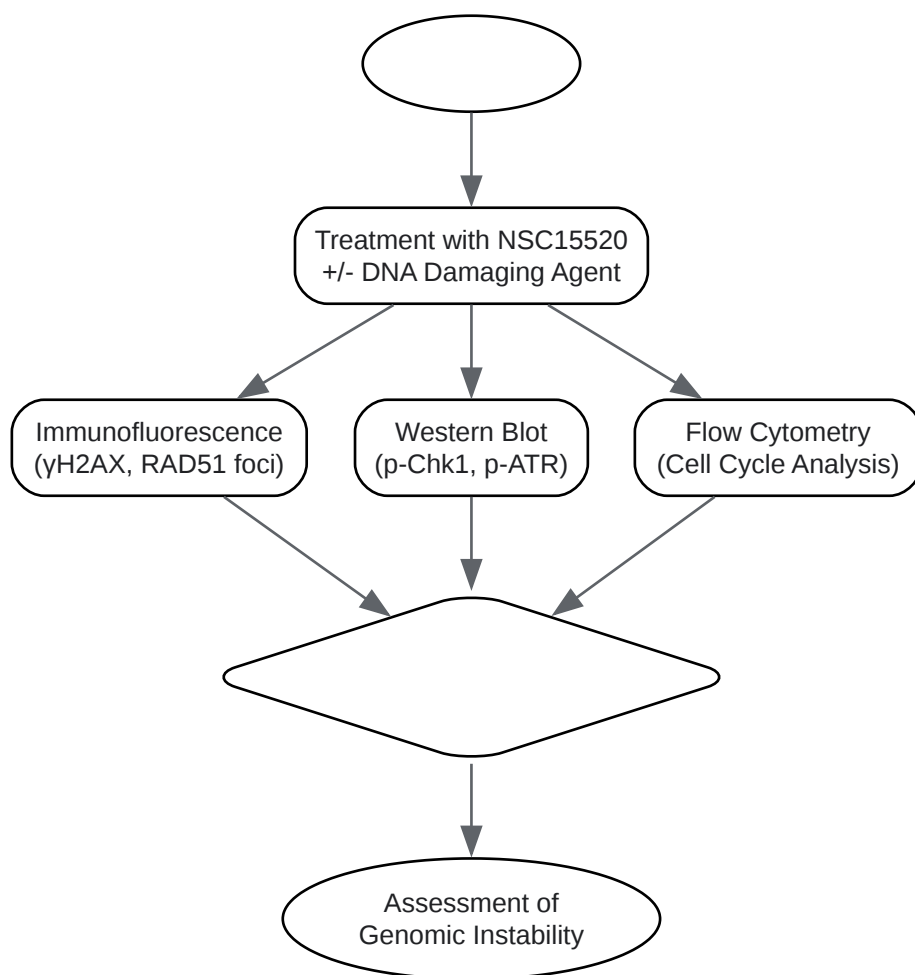 Treatment with NSC15520
+/- DNA Damaging Agent
Immunofluorescence
(γH2AX, RAD51 foci)
Western Blot
(p-Chk1, p-ATR)
Flow Cytometry
(Cell Cycle Analysis)
Assessment of
Genomic Instability